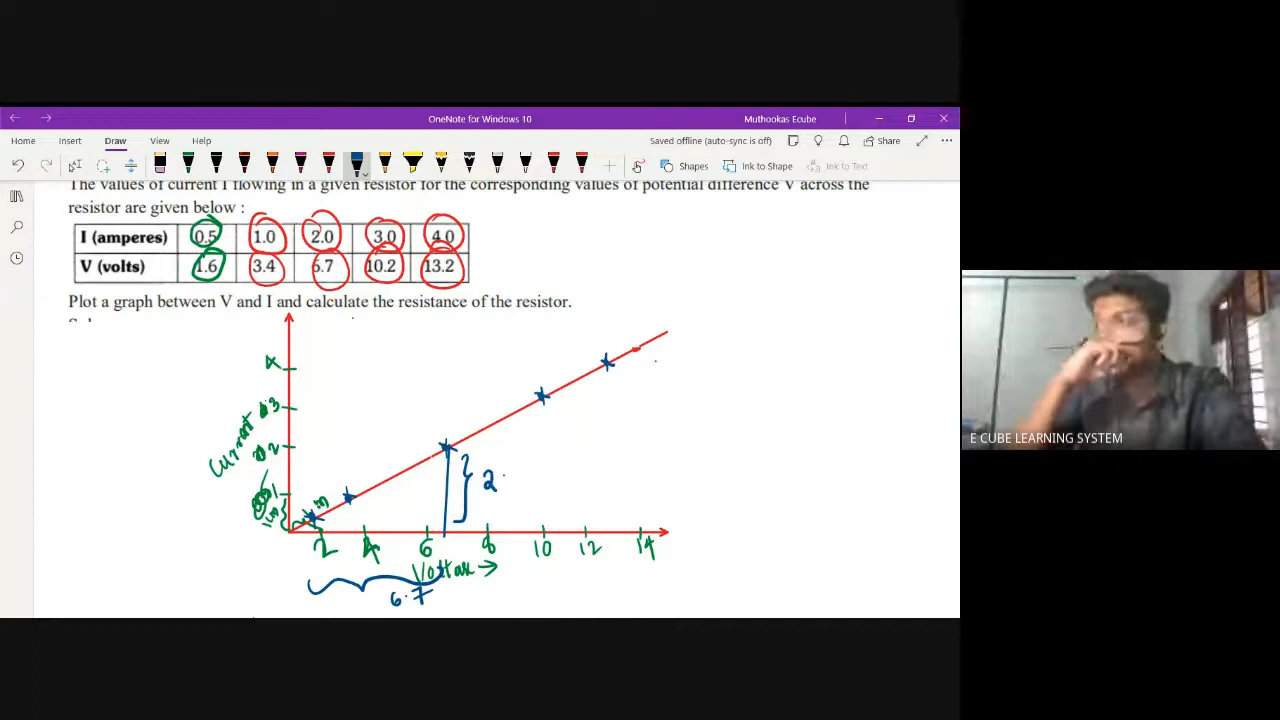 OneNote for Windows 10
Muthookas Ecube
Home Insert Draw View Help
Saved offline (auto-sync is off)
Share
Shapes
Ink to Shape
Ink to Text
The values of current I flowing in a given resistor for the corresponding values of potential difference V across the
resistor are given below :
I (amperes) 0.5 1.0 2.0 3.0 4.0
V (volts) 1.6 3.4 6.7 10.2 13.2
Plot a graph between V and I and calculate the resistance of the resistor.
4
3
Current
2
2
1
2 4 6 8 10 12 14
6.7
E CUBE LEARNING SYSTEM